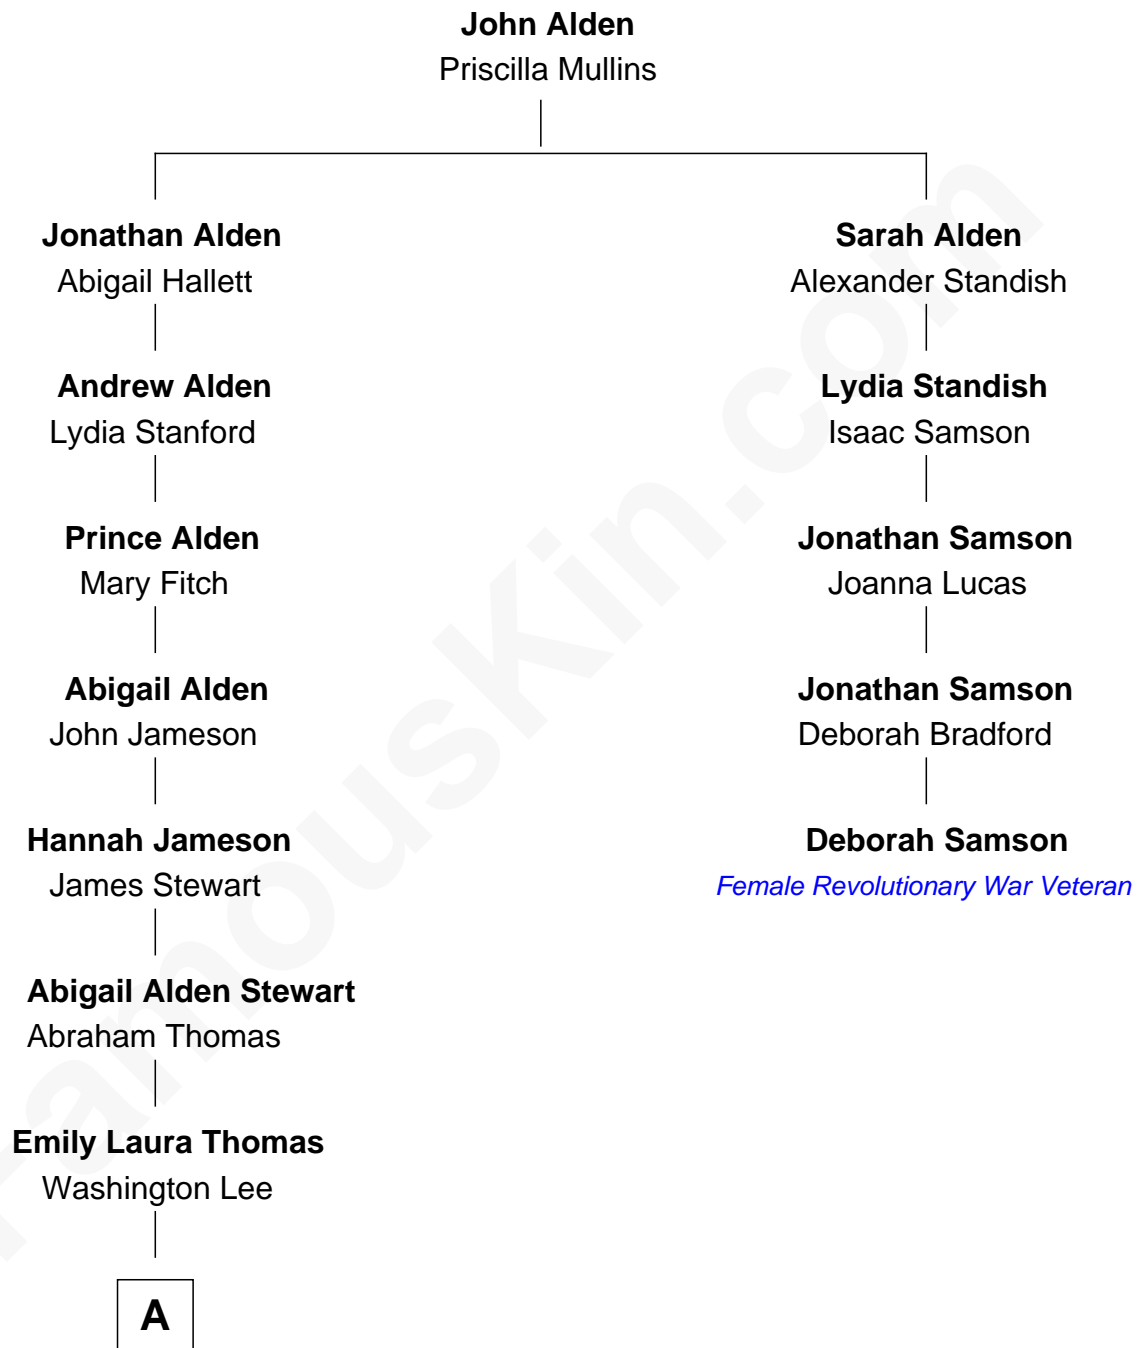 John Alden
Priscilla Mullins
Jonathan Alden
Abigail Hallett
Sarah Alden
Alexander Standish
Andrew Alden
Lydia Stanford
Lydia Standish
Isaac Samson
Prince Alden
Mary Fitch
Jonathan Samson
Joanna Lucas
Abigail Alden
John Jameson
Jonathan Samson
Deborah Bradford
Hannah Jameson
James Stewart
Deborah Samson
Female Revolutionary War Veteran
Abigail Alden Stewart
Abraham Thomas
Emily Laura Thomas
Washington Lee
A
FamousKin.com